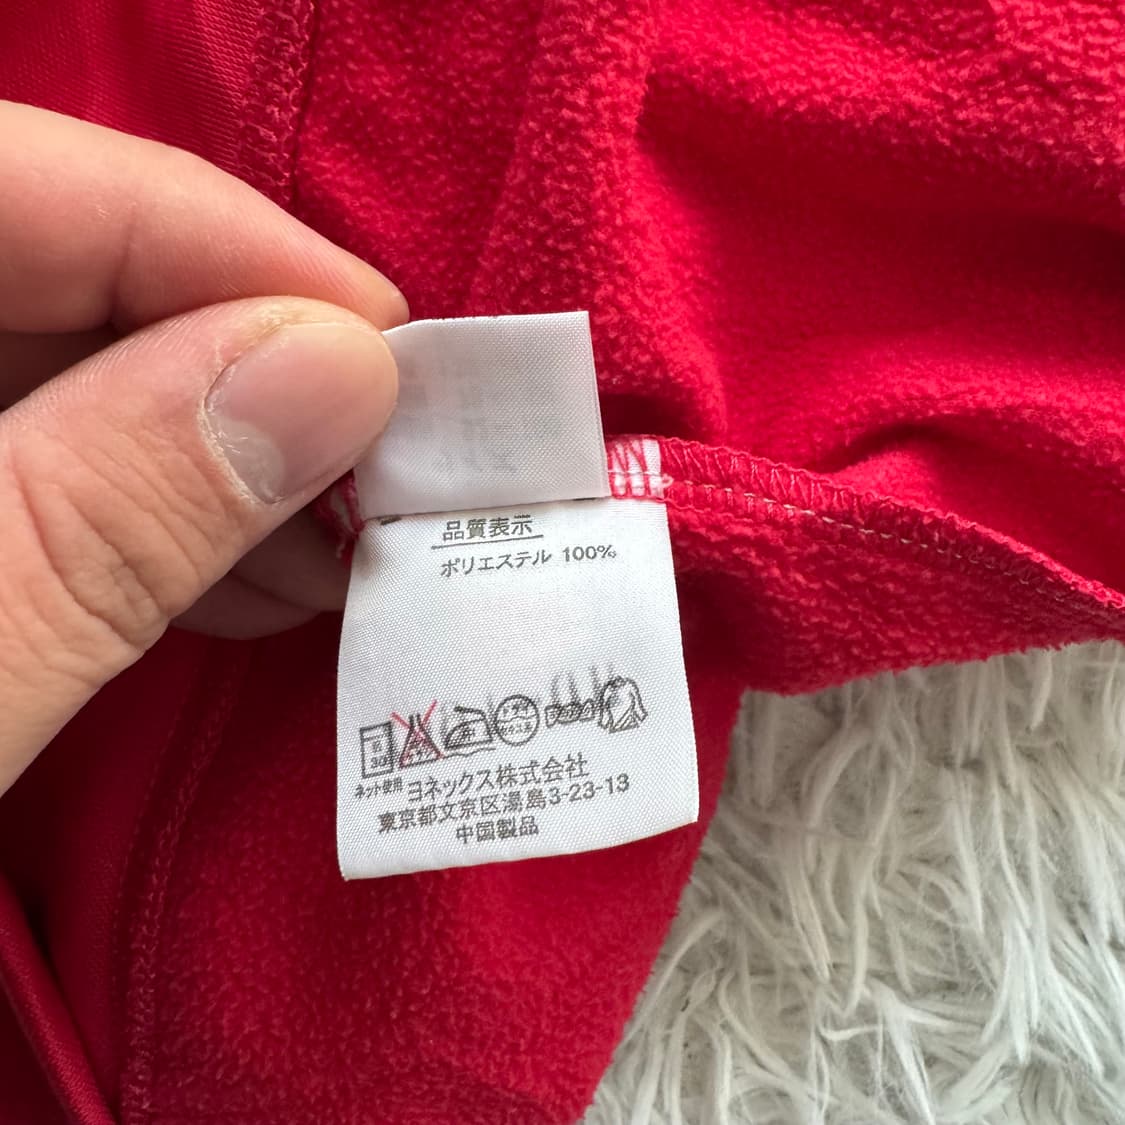 品質表示
ポリエステル 100%
30
ネット使用
ヨネックス株式会社
東京都文京区湯島3-23-13
中国製品